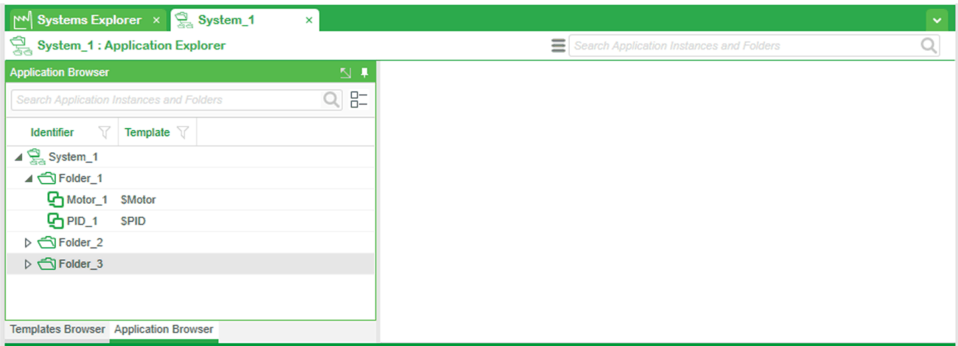 Systems Explorer × System_1 ×
System_1 : Application Explorer Search Application Instances and Folders
Application Browser
Search Application Instances and Folders
Identifier Template
System_1
Folder_1
Motor_1 $Motor
PID_1 $PID
Folder_2
Folder_3
Templates Browser Application Browser